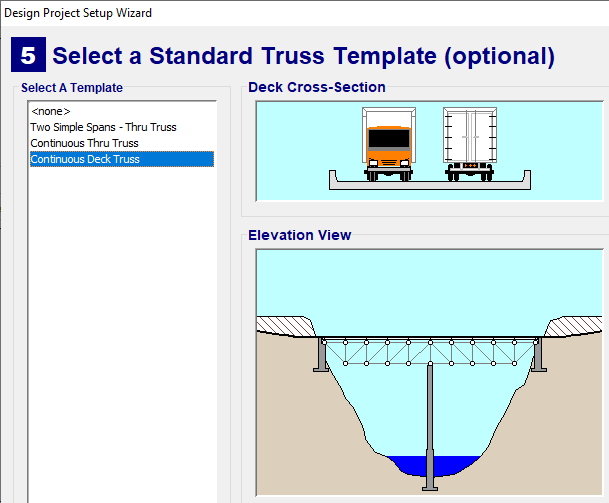 Design Project Setup Wizard
5 Select a Standard Truss Template (optional)
Select A Template
<none>
Two Simple Spans - Thru Truss
Continuous Thru Truss
Continuous Deck Truss
Deck Cross-Section
Elevation View